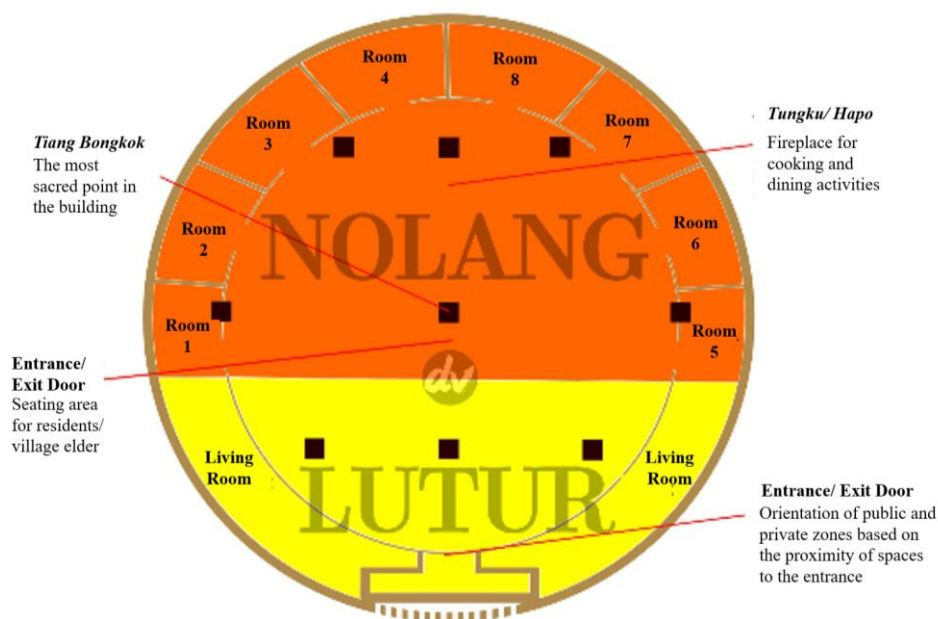 Room
4
Room
8
Room
3
Room
7
Tiang Bongkok
The most
sacred point in
the building
Tungku/ Hapo
Fireplace for
cooking and
dining activities
Room
2
Room
6
NOLANG
Room
1
Room
5
Entrance/
Exit Door
Seating area
for residents/
village elder
dv
Living
Room
Living
Room
LUTUR
Entrance/ Exit Door
Orientation of public and
private zones based on
the proximity of spaces
to the entrance